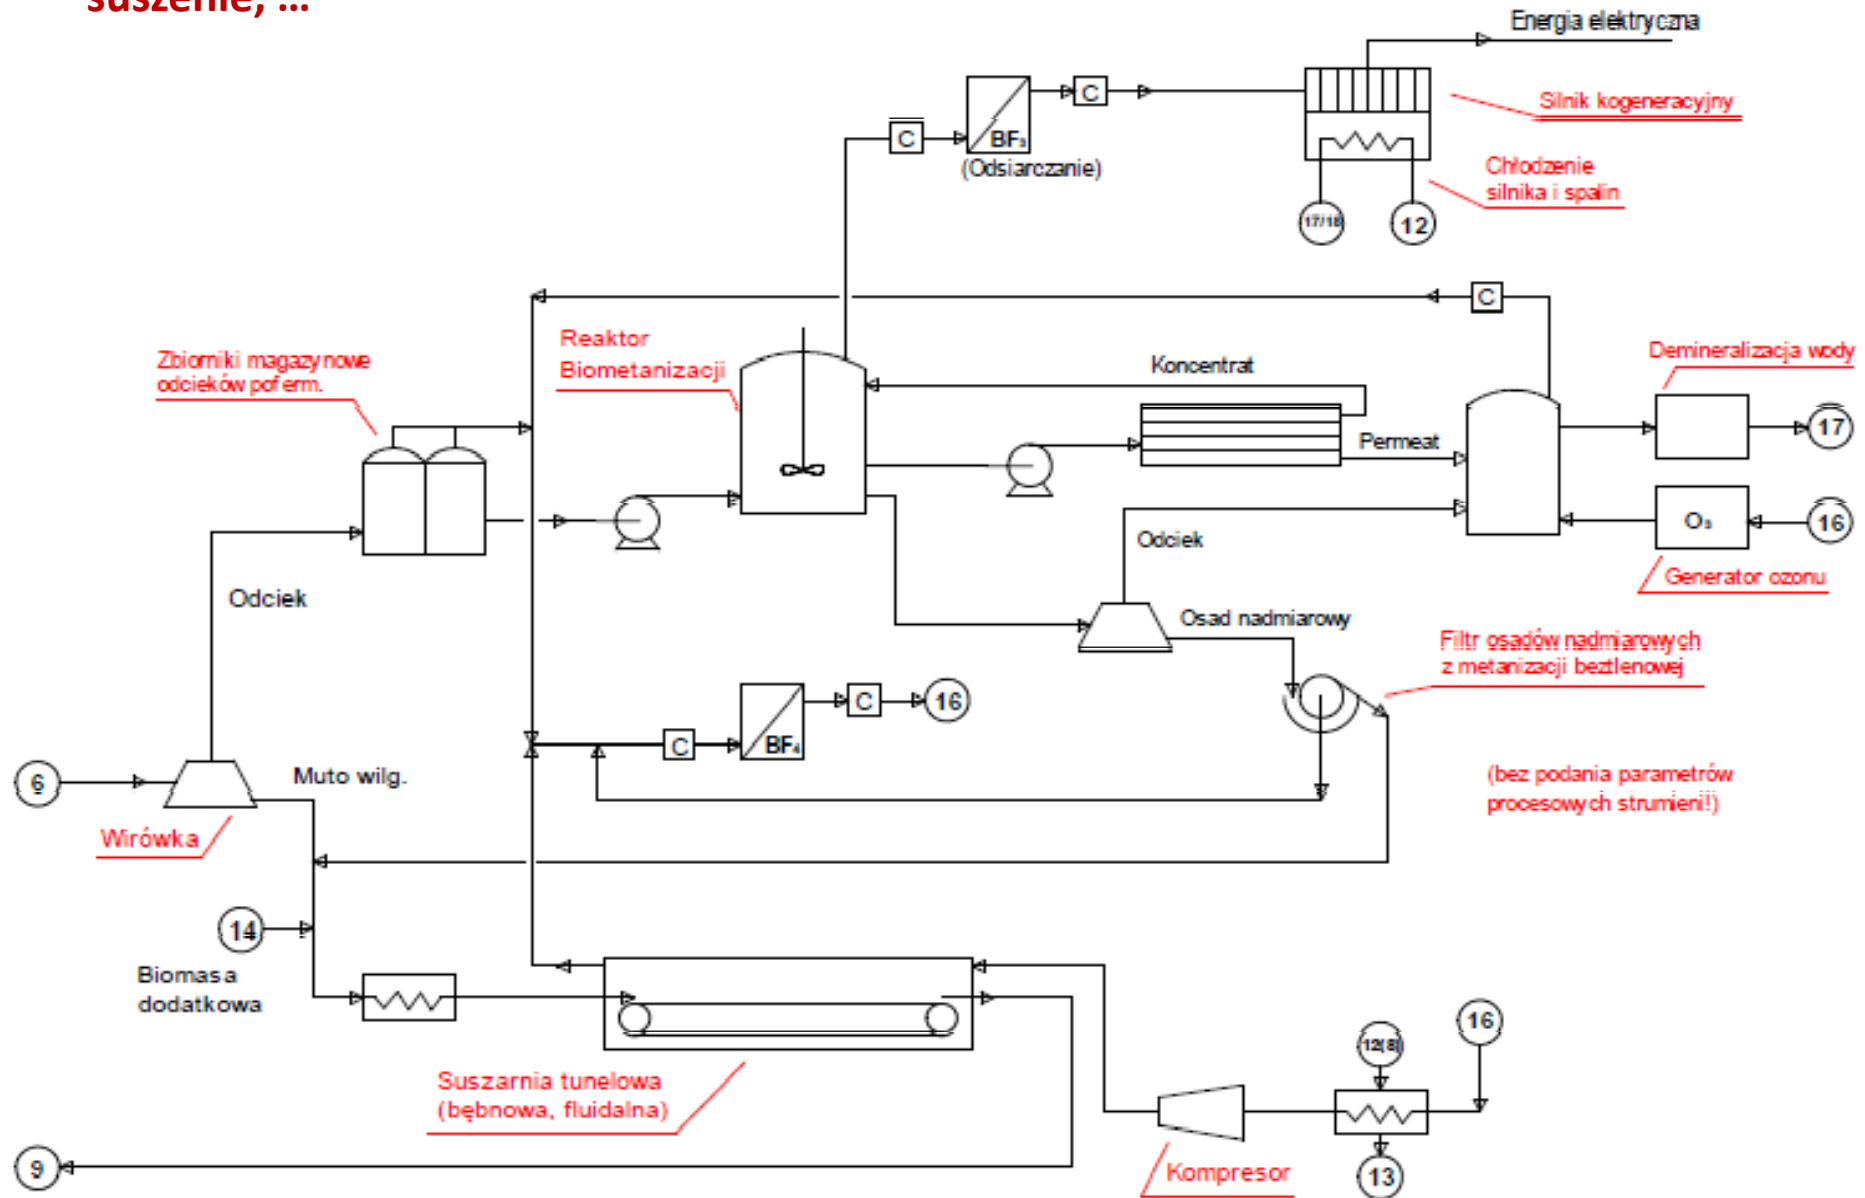 suszenie, ...
Energia elektryczna
Silnik kogeneracyjny
C
C
BF₃
(Odsiarczanie)
Chłodzenie
silnika i spalin
17/18
12
C
Reaktor
Biometanizacji
Zbiorniki magazynowe
odcieków poferm.
Koncentrat
Demineralizacja wody
Permeat
17
Odciek
O₃
16
Generator ozonu
Odciek
Osad nadmiarowy
Filtr osadów nadmiarowych
z metanizacji beztlenowej
C
16
C
BF₄
6
Muto wilg.
(bez podania parametrów
procesowych strumieni!)
Wirówka
14
Biomasa
dodatkowa
16
12(8)
Suszarnia tunelowa
(bębnowa, fluidalna)
9
Kompresor
13